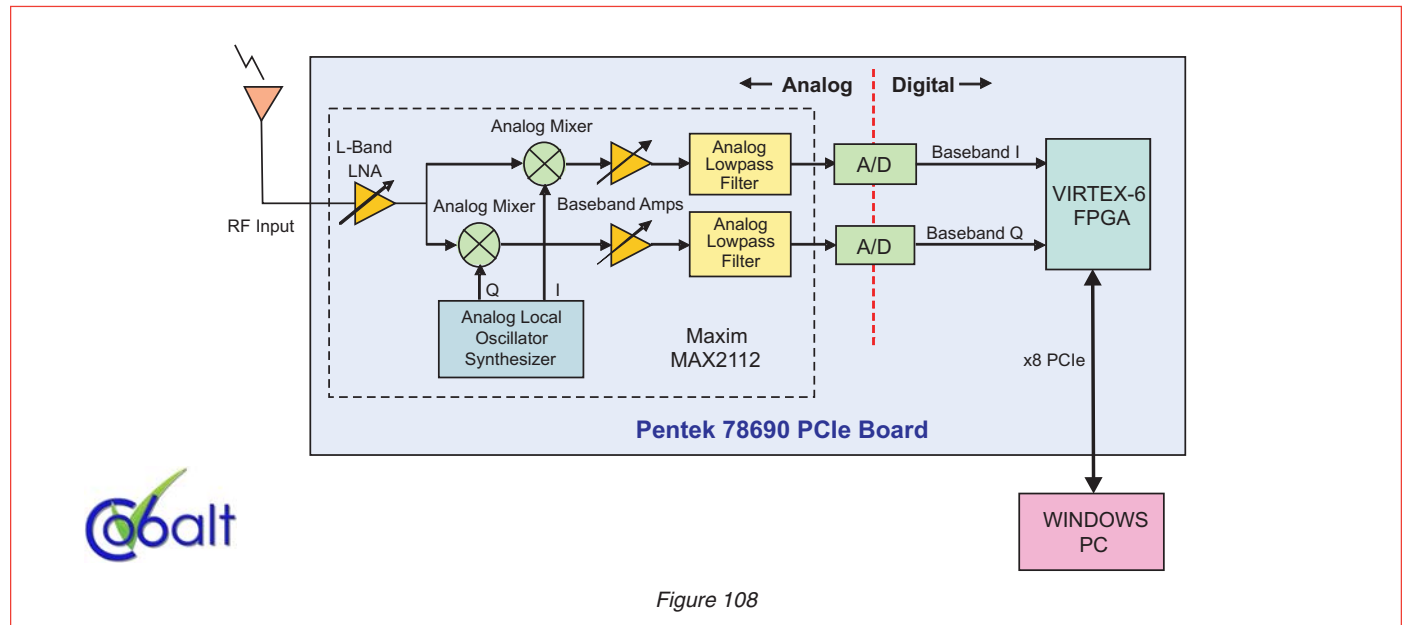 ← Analog
Digital →
Analog Mixer
L-Band
LNA
Analog
Lowpass
Filter
A/D
Baseband I
VIRTEX-6
FPGA
RF Input
Analog Mixer
Baseband Amps
Analog
Lowpass
Filter
A/D
Baseband Q
Q
I
Analog Local
Oscillator
Synthesizer
Maxim
MAX2112
x8 PCIe
Pentek 78690 PCIe Board
Cobalt
WINDOWS
PC
Figure 108